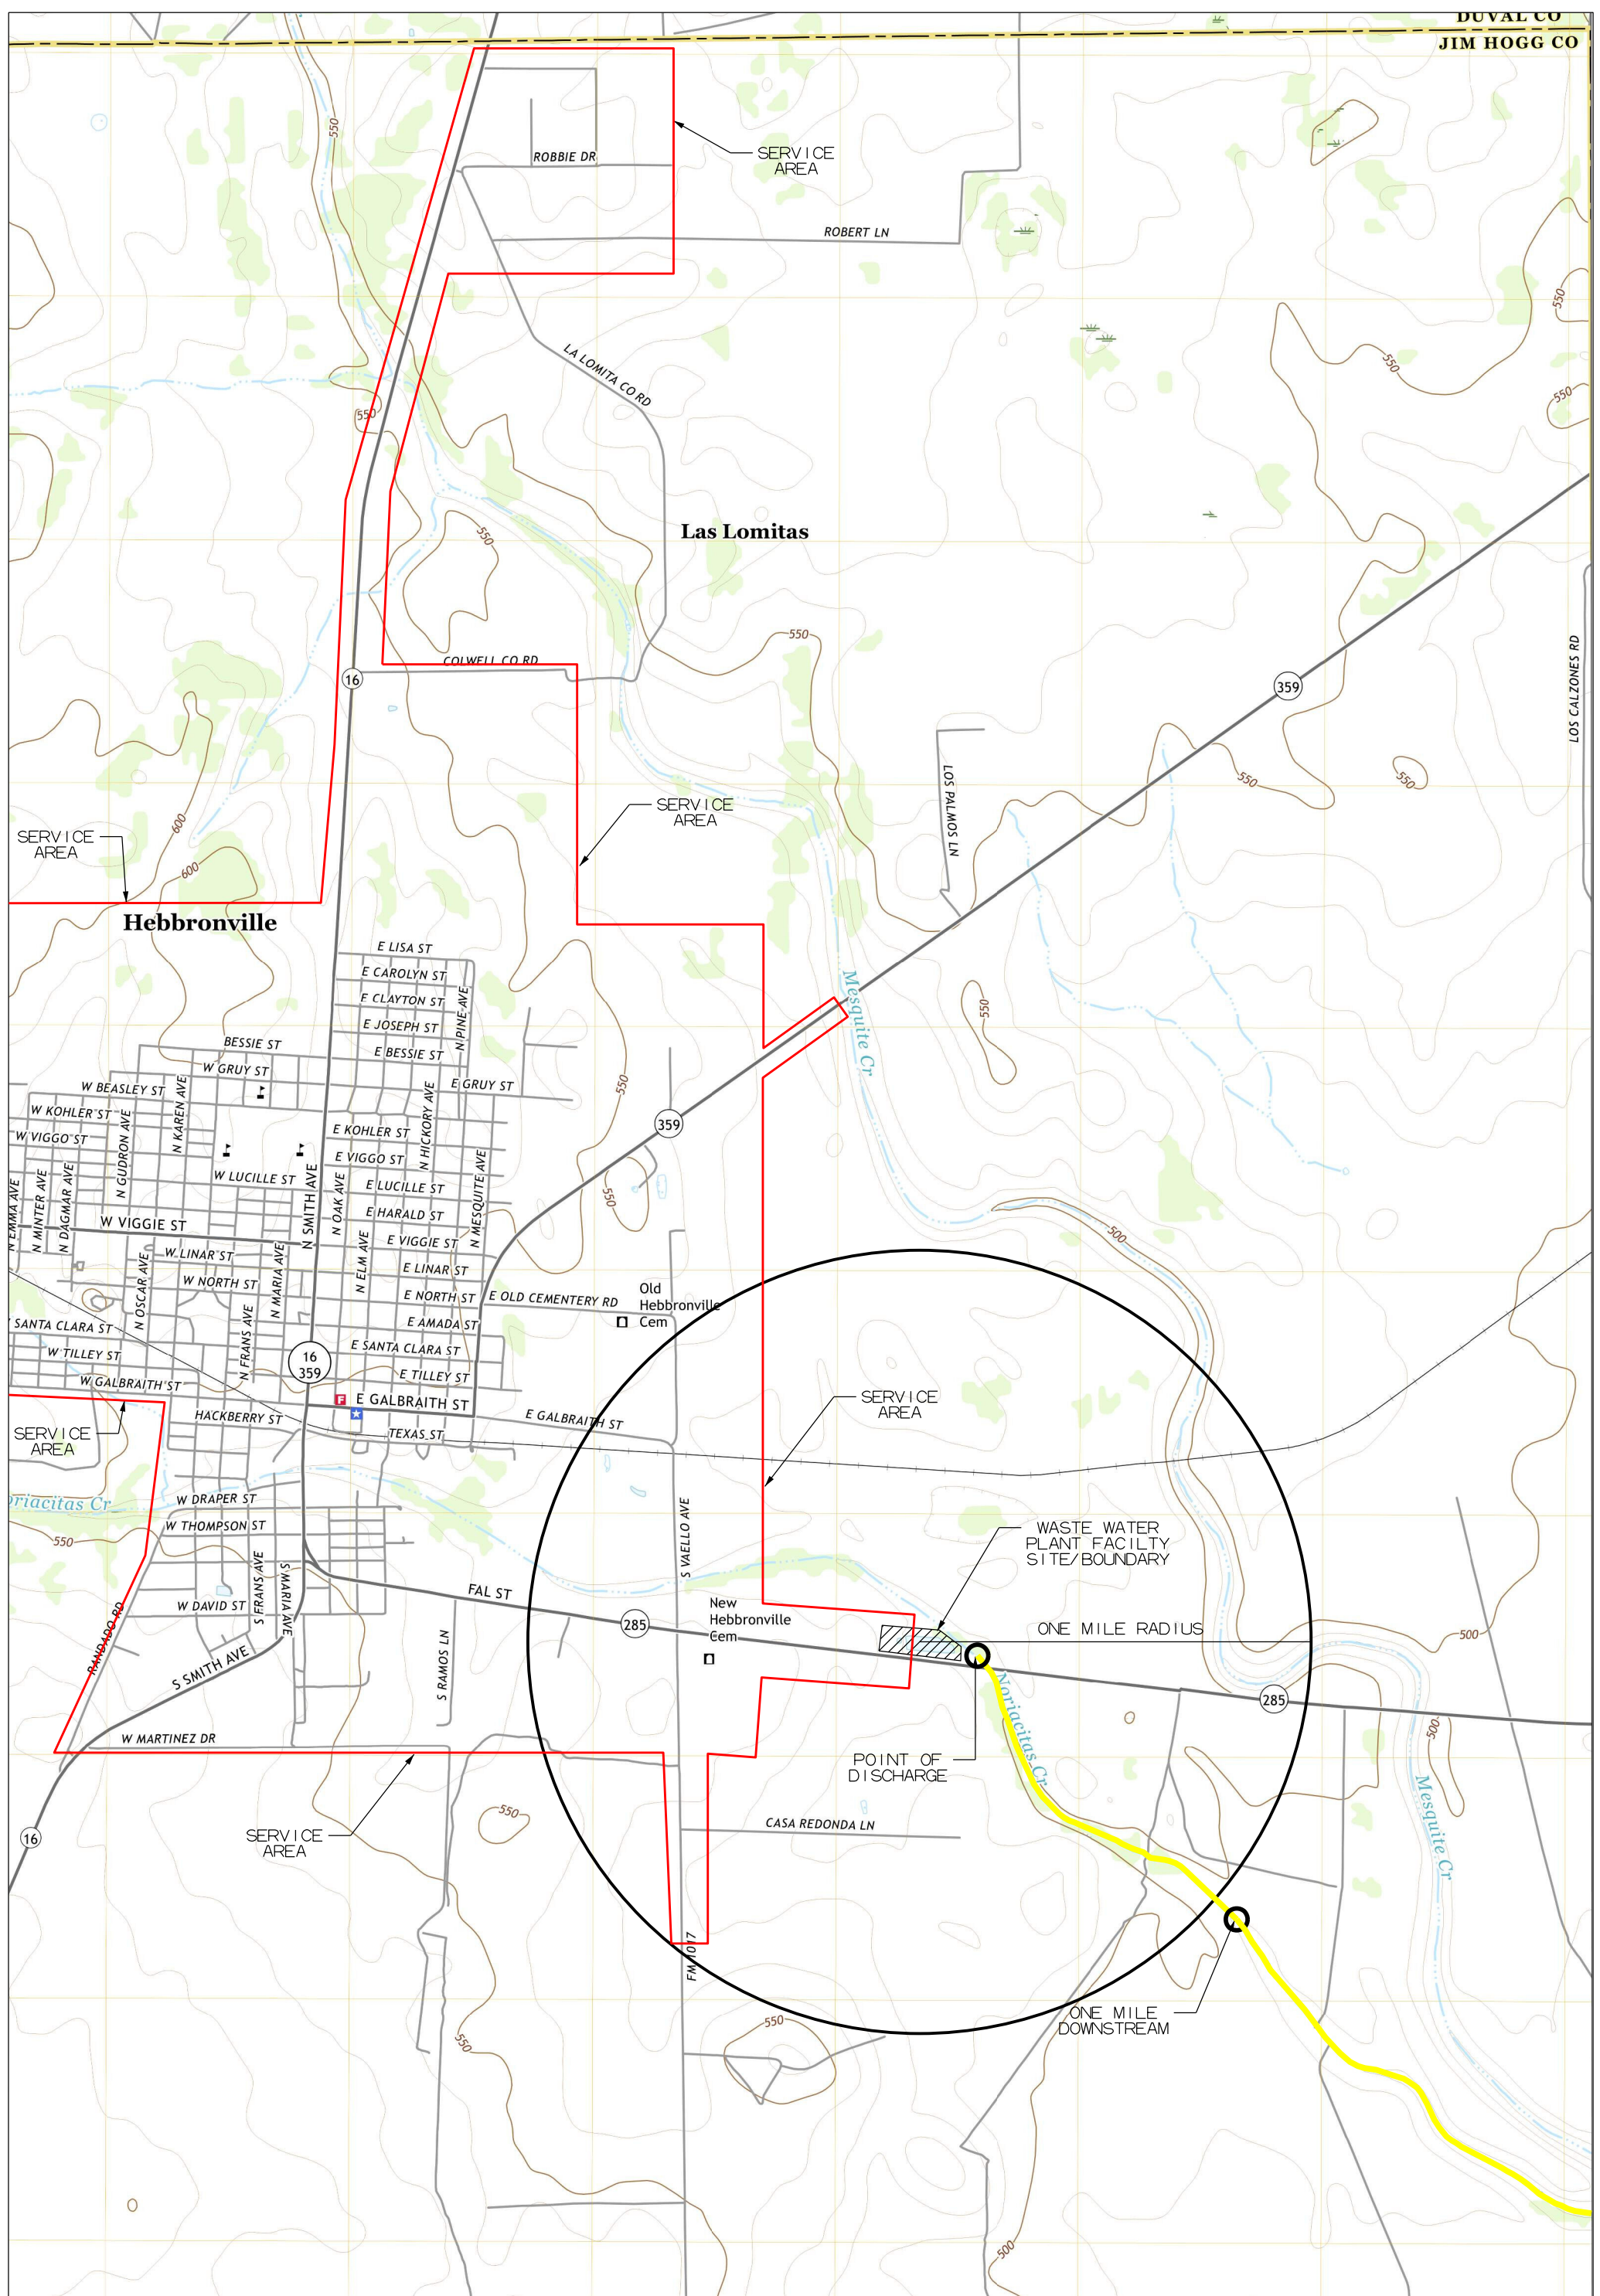 DUVAL CO
JIM HOGG CO
550
ROBBIE DR
SERVICE
AREA
ROBERT LN
550
550
LA LOMITA CO RD
550
550
Las Lomitas
550
550
COLWELL CO RD
16
359
LOS CALZONES RD
LOS PALMOS LN
550
550
SERVICE
AREA
600
SERVICE
AREA
600
Hebbronville
E LISA ST
E CAROLYN ST
E CLAYTON ST
N PINE AVE
E JOSEPH ST
Mesquite Cr
550
BESSIE ST
E BESSIE ST
W GRUY ST
E GRUY ST
550
W BEASLEY ST
N KAREN AVE
N HICKORY AVE
W KOHLER ST
N GUDRON AVE
E KOHLER ST
359
W VIGGO ST
E VIGGO ST
W LUCILLE ST
E LUCILLE ST
550
N EMMA AVE
N MINTER AVE
N DAGMAR AVE
N SMITH AVE
N OAK AVE
E HARALD ST
N MESQUITE AVE
W VIGGIE ST
E VIGGIE ST
500
W LINAR ST
E LINAR ST
N OSCAR AVE
N MARIA AVE
N ELM AVE
W NORTH ST
E NORTH ST
E OLD CEMENTERY RD
Old
Hebbronville
Cem
SANTA CLARA ST
N FRANS AVE
E AMADA ST
W TILLEY ST
E SANTA CLARA ST
16
359
E TILLEY ST
W GALBRAITH ST
F
E GALBRAITH ST
SERVICE
AREA
HACKBERRY ST
E GALBRAITH ST
SERVICE
AREA
TEXAS ST
oriacitas Cr
W DRAPER ST
W THOMPSON ST
550
S VAELLO AVE
WASTE WATER
PLANT FACILTY
SITE/BOUNDARY
S FRANS AVE
S MARIA AVE
FAL ST
W DAVID ST
285
New
Hebbronville
Cem
ONE MILE RADIUS
500
RANDADO RD
S SMITH AVE
S RAMOS LN
Noriacitas Cr
285
500
W MARTINEZ DR
POINT OF
DISCHARGE
Mesquite Cr
550
CASA REDONDA LN
16
SERVICE
AREA
FM 1017
ONE MILE
DOWNSTREAM
550
550
500